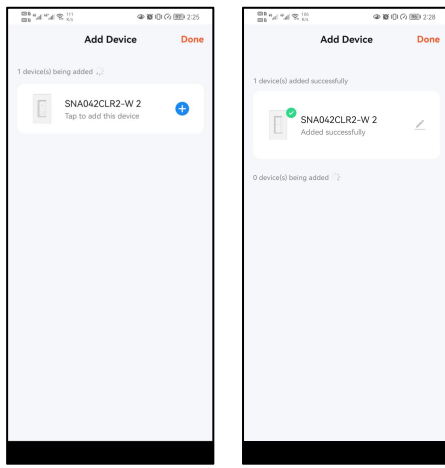 2:25
Add Device
Done
1 device(s) being added
SNA042CLR2-W 2
Tap to add this device
2:28
Add Device
Done
1 device(s) added successfully
SNA042CLR2-W 2
Added successfully
0 device(s) being added